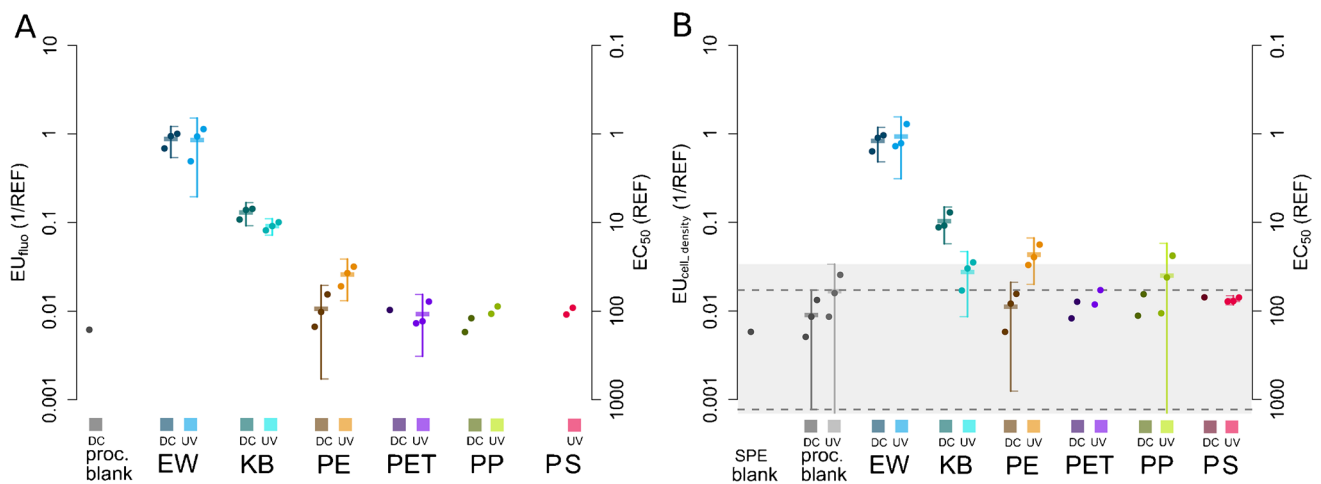 A
EU_fluo (1/REF)
10
1
0.1
0.01
0.001
0.1
1
10
100
1000
EC50 (REF)
DC DC UV DC UV DC UV DC UV DC UV UV
proc. blank
EW KB PE PET PP PS
B
EUcell_density (1/REF)
10
1
0.1
0.01
0.001
0.1
1
10
100
1000
EC50 (REF)
DC UV DC UV DC UV DC UV DC UV DC UV DC UV
SPE blank
proc. blank
EW KB PE PET PP PS